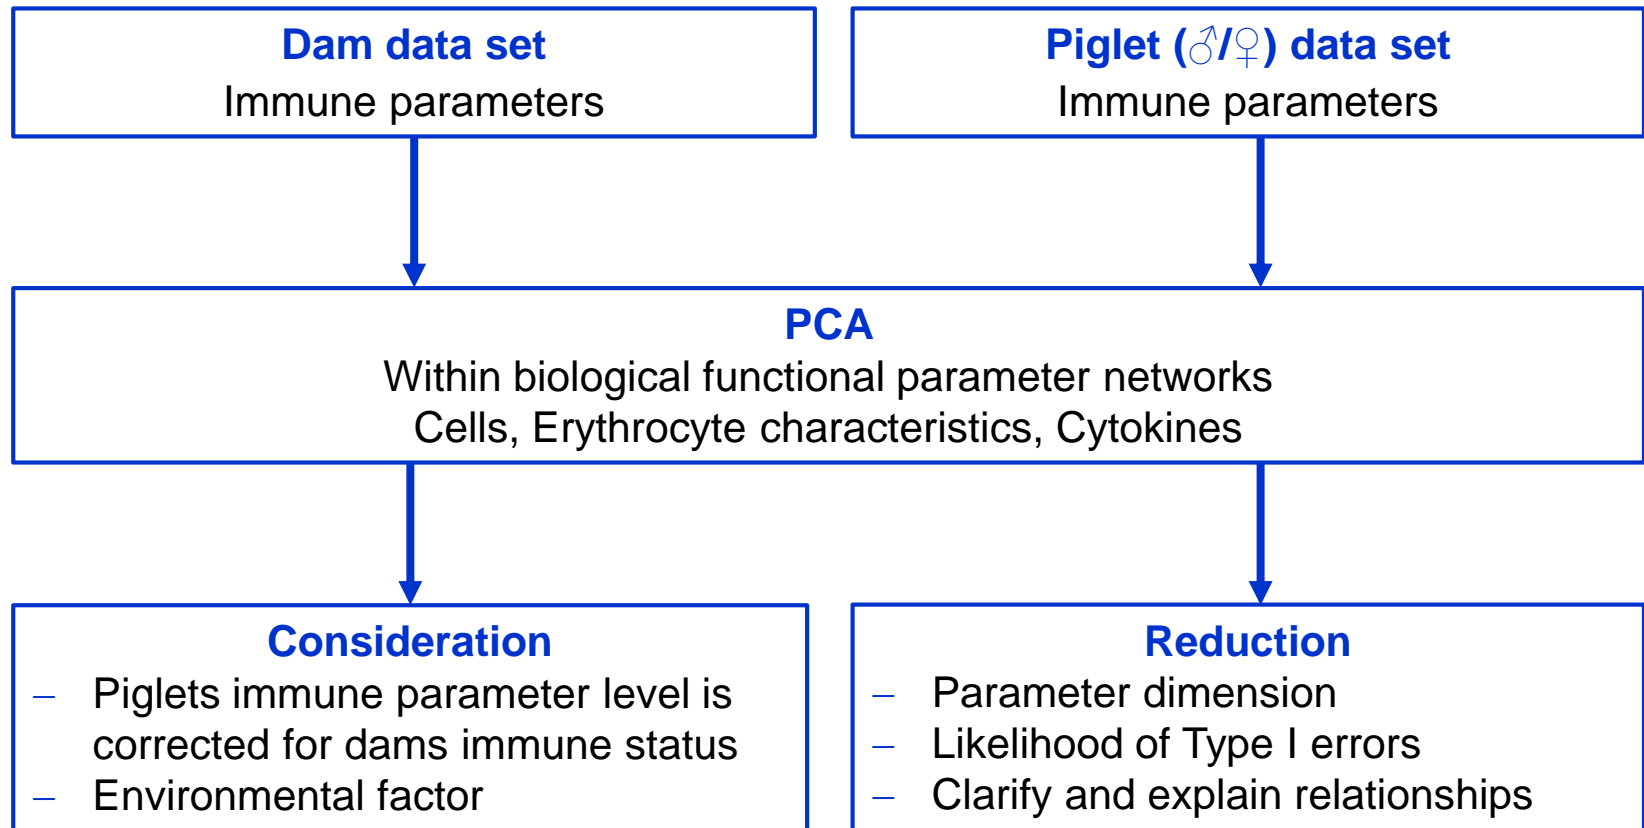 Dam data set
Immune parameters
Piglet (♂/♀) data set
Immune parameters
PCA
Within biological functional parameter networks
Cells, Erythrocyte characteristics, Cytokines
Consideration
– Piglets immune parameter level is
corrected for dams immune status
– Environmental factor
Reduction
– Parameter dimension
– Likelihood of Type I errors
– Clarify and explain relationships